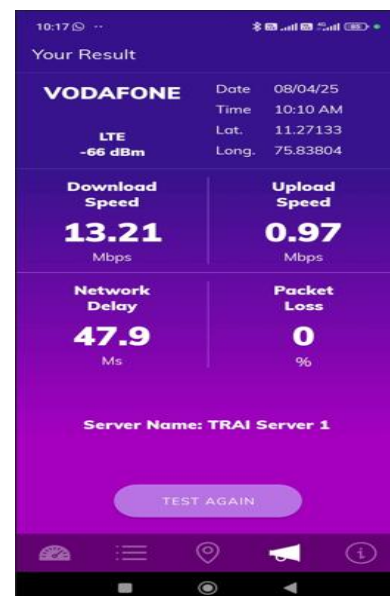 10:17
Your Result
VODAFONE
LTE
-66 dBm
Date 08/04/25
Time 10:10 AM
Lat. 11.27133
Long. 75.83804
Download Speed
13.21
Mbps
Upload Speed
0.97
Mbps
Network Delay
47.9
Ms
Packet Loss
0
%
Server Name: TRAI Server 1
TEST AGAIN